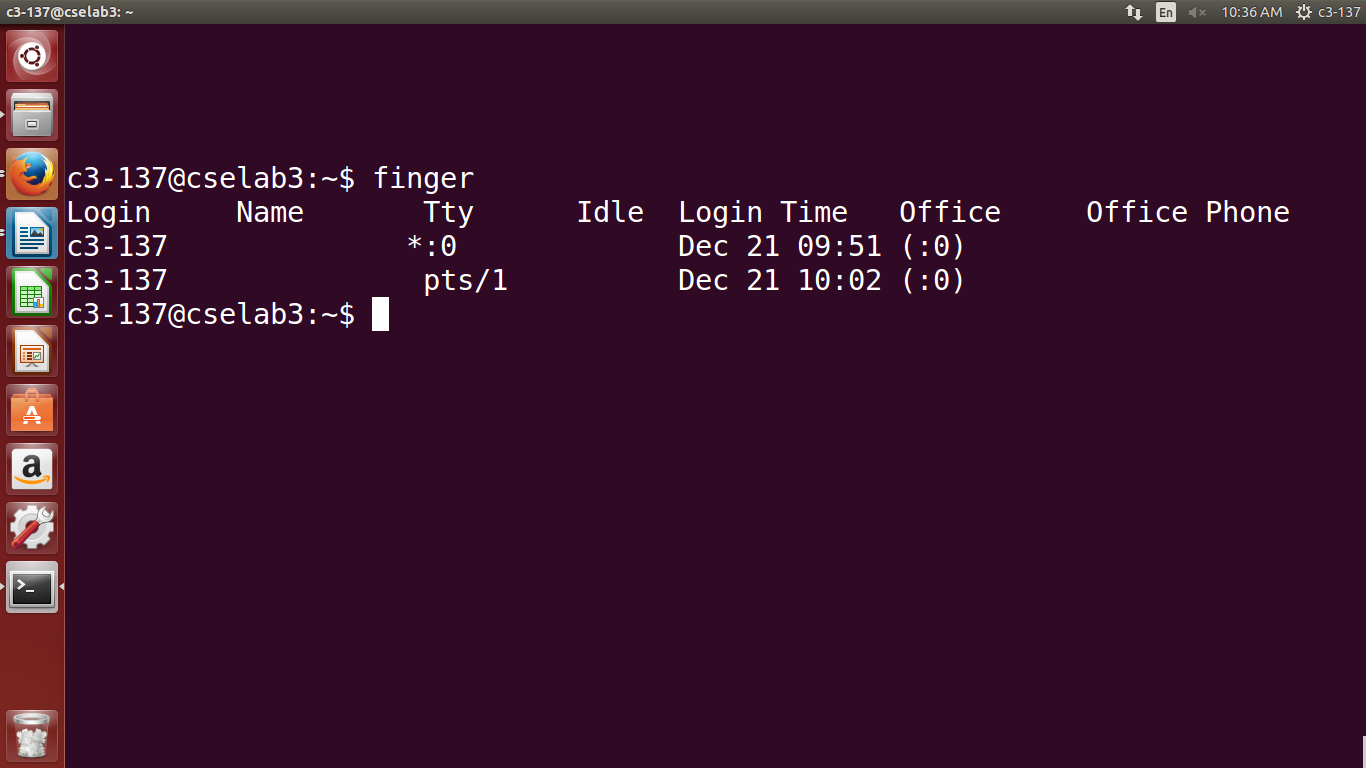 c3-137@cselab3: ~
En
10:36 AM
c3-137
c3-137@cselab3:~$ finger
Login     Name       Tty      Idle  Login Time   Office     Office Phone
c3-137              *:0             Dec 21 09:51 (:0)
c3-137               pts/1          Dec 21 10:02 (:0)
c3-137@cselab3:~$